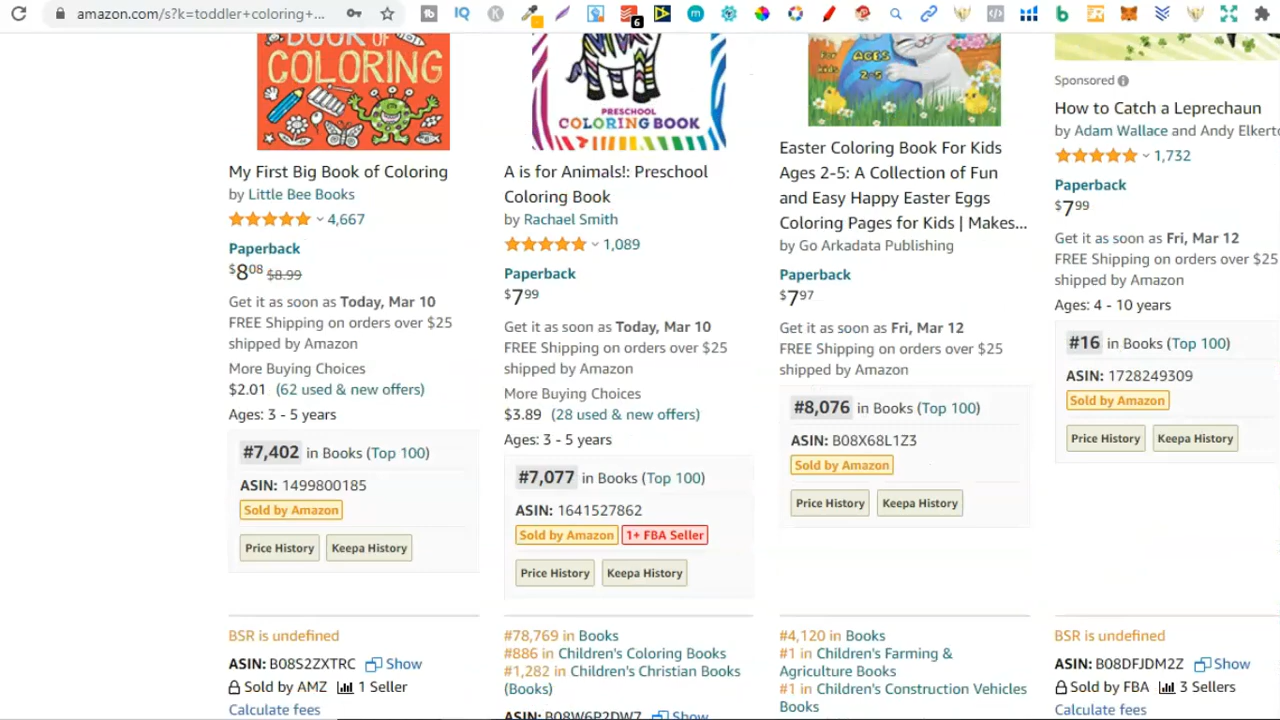 amazon.com/s?k=toddler+coloring+...
6
BOOK OF
COLORING
PRESCHOOL
COLORING BOOK
for
kids
AGES
2-5
Sponsored
My First Big Book of Coloring
by Little Bee Books
4,667
Paperback
$8.08 $8.99
Get it as soon as Today, Mar 10
FREE Shipping on orders over $25
shipped by Amazon
More Buying Choices
$2.01 (62 used & new offers)
Ages: 3 - 5 years
#7,402 in Books (Top 100)
ASIN: 1499800185
Sold by Amazon
Price History Keepa History
A is for Animals!: Preschool
Coloring Book
by Rachael Smith
1,089
Paperback
$7.99
Get it as soon as Today, Mar 10
FREE Shipping on orders over $25
shipped by Amazon
More Buying Choices
$3.89 (28 used & new offers)
Ages: 3 - 5 years
#7,077 in Books (Top 100)
ASIN: 1641527862
Sold by Amazon 1+ FBA Seller
Price History Keepa History
Easter Coloring Book For Kids
Ages 2-5: A Collection of Fun
and Easy Happy Easter Eggs
Coloring Pages for Kids | Makes...
by Go Arkadata Publishing
Paperback
$7.97
Get it as soon as Fri, Mar 12
FREE Shipping on orders over $25
shipped by Amazon
#8,076 in Books (Top 100)
ASIN: B08X68L1Z3
Sold by Amazon
Price History Keepa History
How to Catch a Leprechaun
by Adam Wallace and Andy Elkerto
1,732
Paperback
$7.99
Get it as soon as Fri, Mar 12
FREE Shipping on orders over $25
shipped by Amazon
Ages: 4 - 10 years
#16 in Books (Top 100)
ASIN: 1728249309
Sold by Amazon
Price History Keepa History
BSR is undefined
ASIN: B08S2ZXTRC Show
Sold by AMZ 1 Seller
Calculate fees
#78,769 in Books
#886 in Children's Coloring Books
#1,282 in Children's Christian Books
(Books)
ASIN: B08W6P2DW7 Show
#4,120 in Books
#1 in Children's Farming &
Agriculture Books
#1 in Children's Construction Vehicles
Books
BSR is undefined
ASIN: B08DFJDM2Z Show
Sold by FBA 3 Sellers
Calculate fees